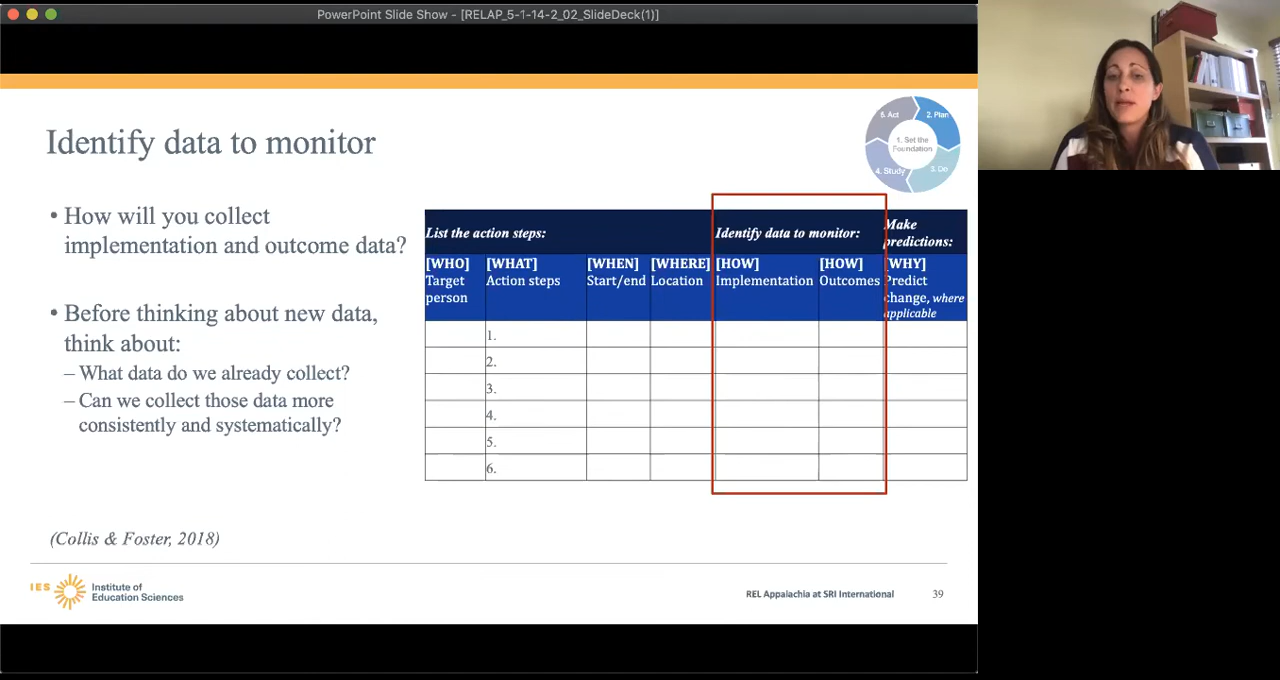 PowerPoint Slide Show - [RELAP_5-1-14-2_02_SlideDeck(1)]
Identify data to monitor
5. Act
2. Plan
1. Set the
Foundation
4. Study
3. Do
• How will you collect
implementation and outcome data?
• Before thinking about new data,
think about:
– What data do we already collect?
– Can we collect those data more
consistently and systematically?
List the action steps:
Identify data to monitor:
Make
predictions:
[WHO]
Target
person
[WHAT]
Action steps
[WHEN]
Start/end
[WHERE]
Location
[HOW]
Implementation
[HOW]
Outcomes
[WHY]
Predict
change, where
applicable
1.
2.
3.
4.
5.
6.
(Collis & Foster, 2018)
IES
Institute of
Education Sciences
REL Appalachia at SRI International
39